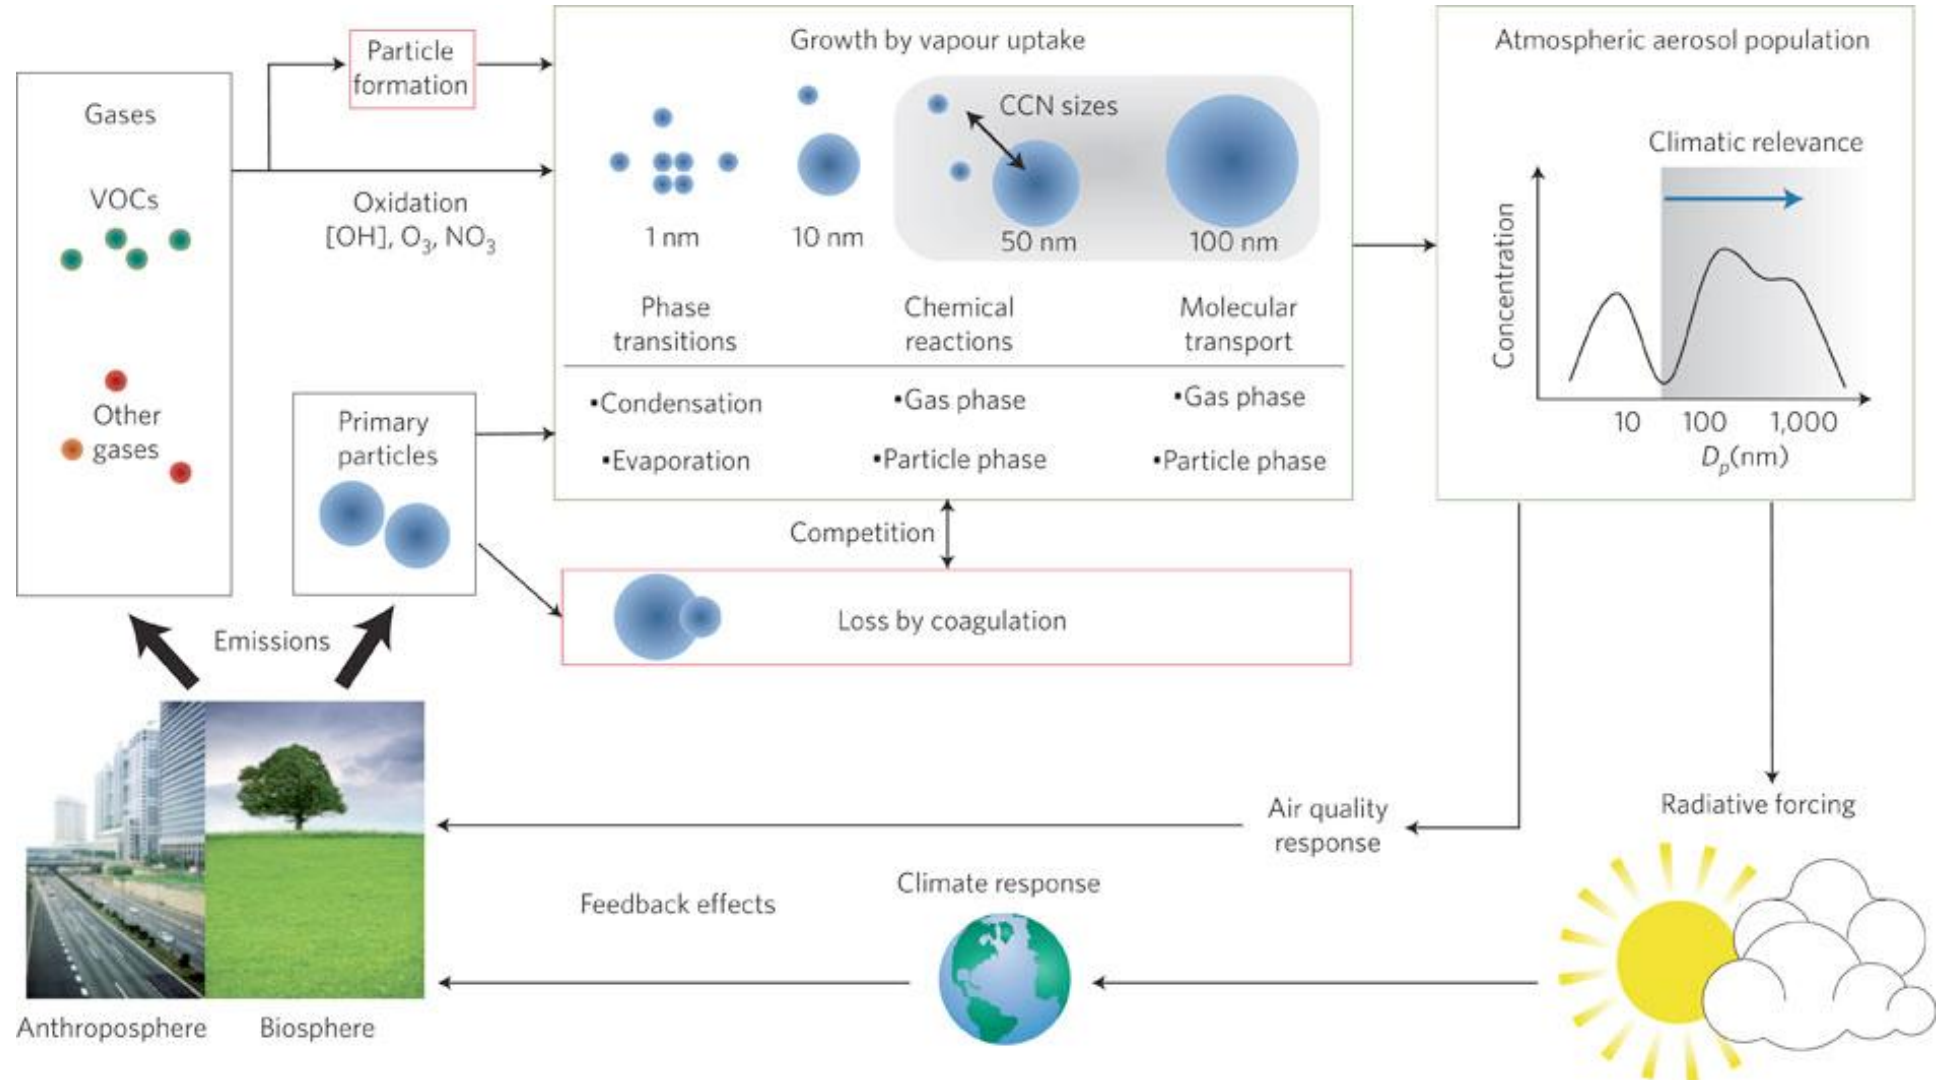 Particle
formation
Gases
VOCs
Other
gases
Oxidation
[OH], O3, NO3
Primary
particles
Emissions
Anthroposphere
Biosphere
Growth by vapour uptake
CCN sizes
1 nm
10 nm
50 nm
100 nm
Phase
transitions
Chemical
reactions
Molecular
transport
▪Condensation
▪Gas phase
▪Gas phase
▪Evaporation
▪Particle phase
▪Particle phase
Competition
Loss by coagulation
Atmospheric aerosol population
Climatic relevance
Concentration
10 100 1,000
Dp(nm)
Air quality
response
Radiative forcing
Climate response
Feedback effects